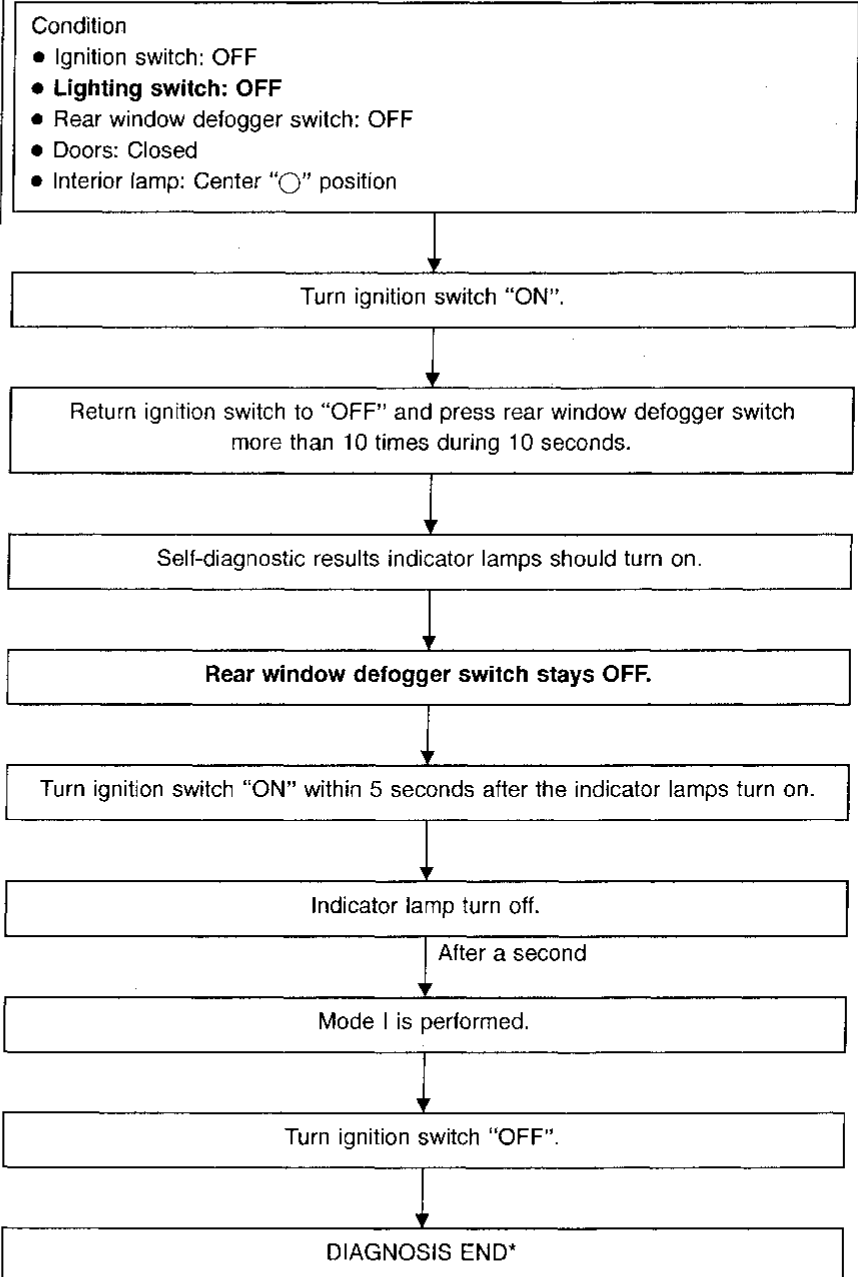 Condition
● Ignition switch: OFF
● Lighting switch: OFF
● Rear window defogger switch: OFF
● Doors: Closed
● Interior lamp: Center “○” position
Turn ignition switch “ON”.
Return ignition switch to “OFF” and press rear window defogger switch
more than 10 times during 10 seconds.
Self-diagnostic results indicator lamps should turn on.
Rear window defogger switch stays OFF.
Turn ignition switch “ON” within 5 seconds after the indicator lamps turn on.
Indicator lamp turn off.
After a second
Mode I is performed.
Turn ignition switch “OFF”.
DIAGNOSIS END*